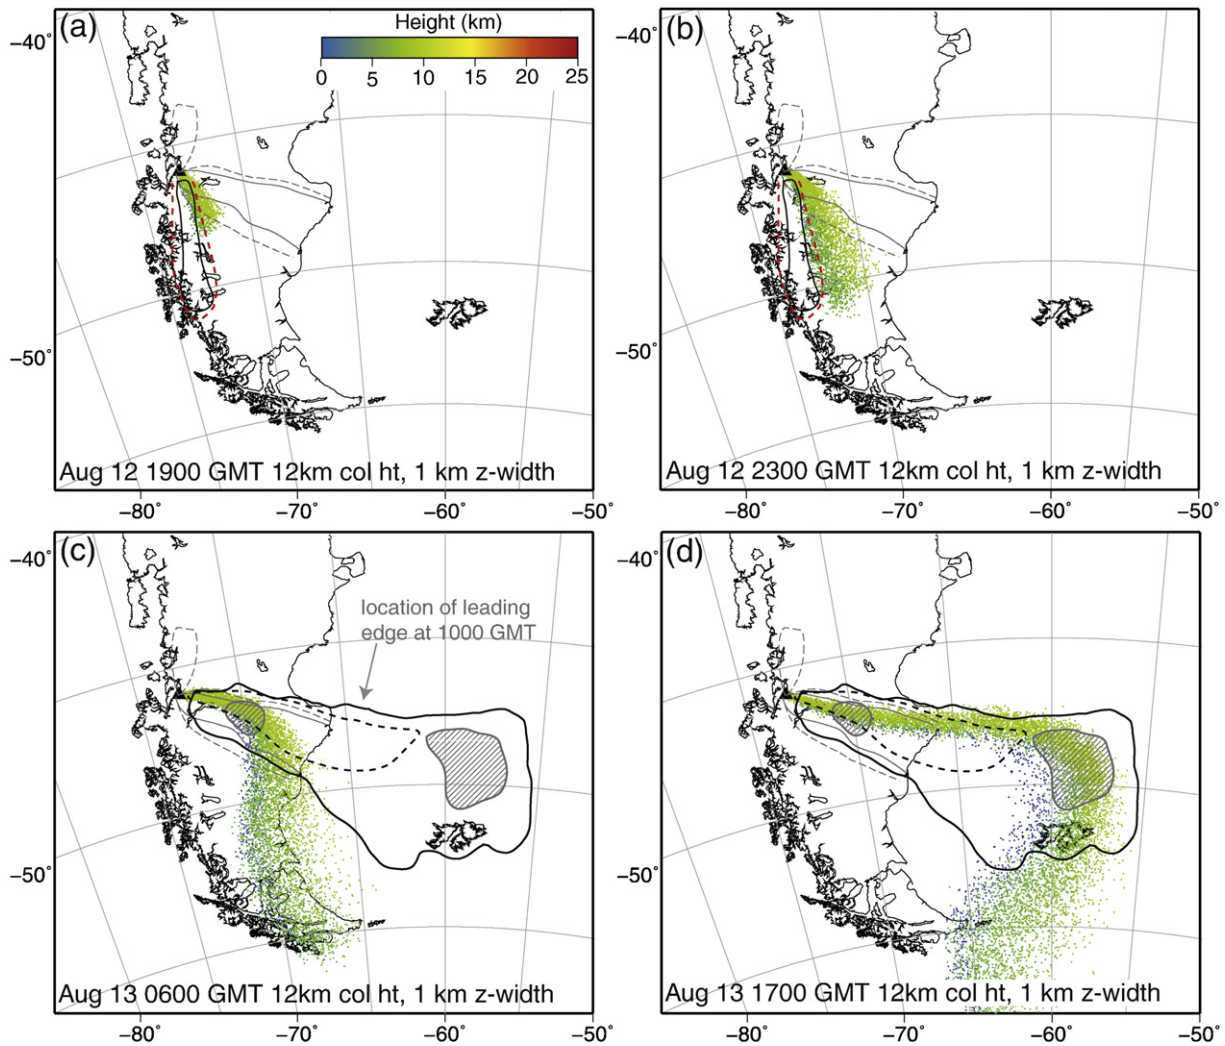 (a)
Height (km)
0 5 10 15 20 25
−40˚
−50˚
Aug 12 1900 GMT 12km col ht, 1 km z-width
−80˚ −70˚ −60˚ −50˚
(b)
−40˚
−50˚
Aug 12 2300 GMT 12km col ht, 1 km z-width
−80˚ −70˚ −60˚ −50˚
(c)
−40˚
location of leading
edge at 1000 GMT
−50˚
Aug 13 0600 GMT 12km col ht, 1 km z-width
−80˚ −70˚ −60˚ −50˚
(d)
−40˚
−50˚
Aug 13 1700 GMT 12km col ht, 1 km z-width
−80˚ −70˚ −60˚ −50˚